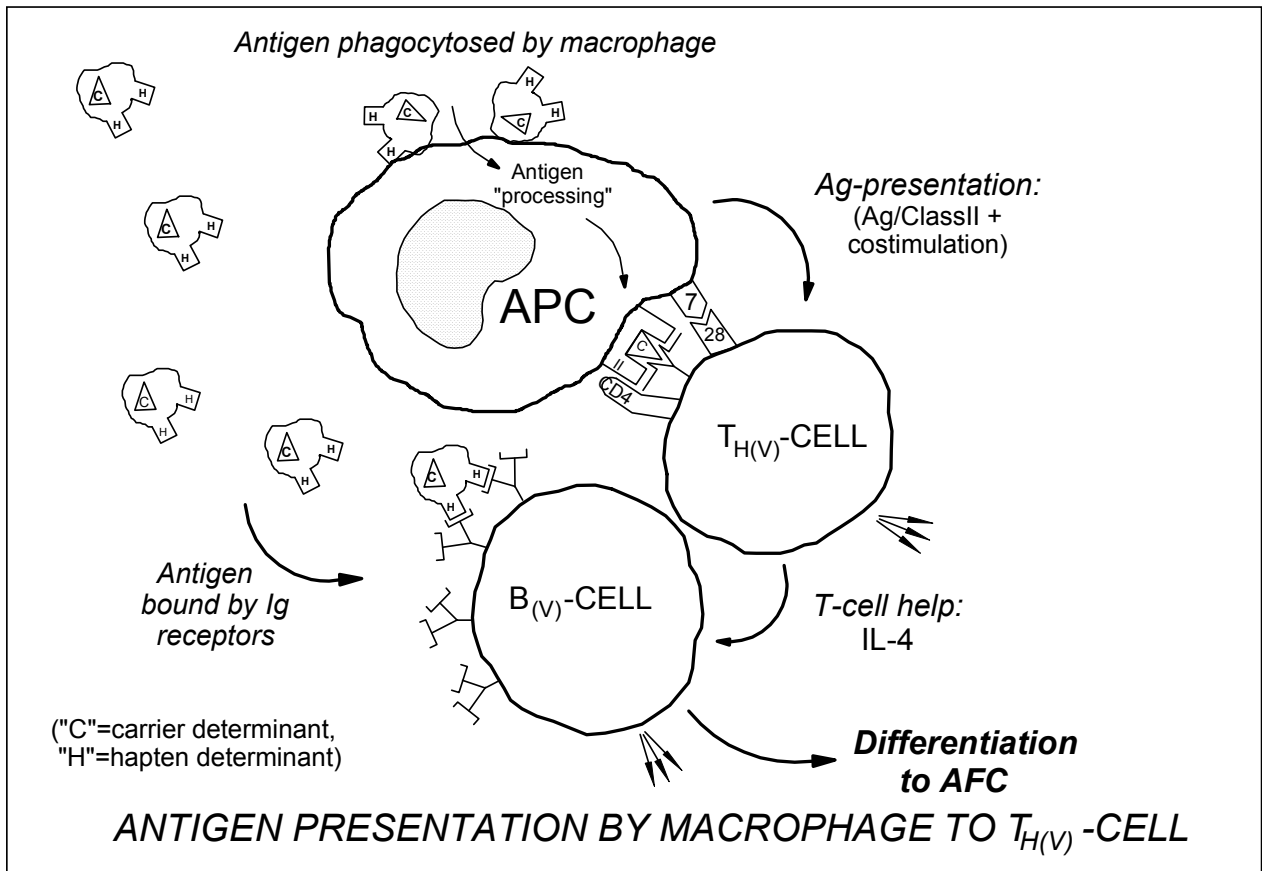 Antigen phagocytosed by macrophage
C
H
H
H
C
H
H
C
H
H
C
H
Antigen
"processing"
Ag-presentation:
(Ag/ClassII +
costimulation)
C
H
H
APC
7
28
C
II
CD4
C
H
H
C
H
H
C
H
H
T_H(V)-CELL
Antigen
bound by Ig
receptors
B_(V)-CELL
T-cell help:
IL-4
("C"=carrier determinant,
"H"=hapten determinant)
Differentiation
to AFC
ANTIGEN PRESENTATION BY MACROPHAGE TO T_H(V) -CELL